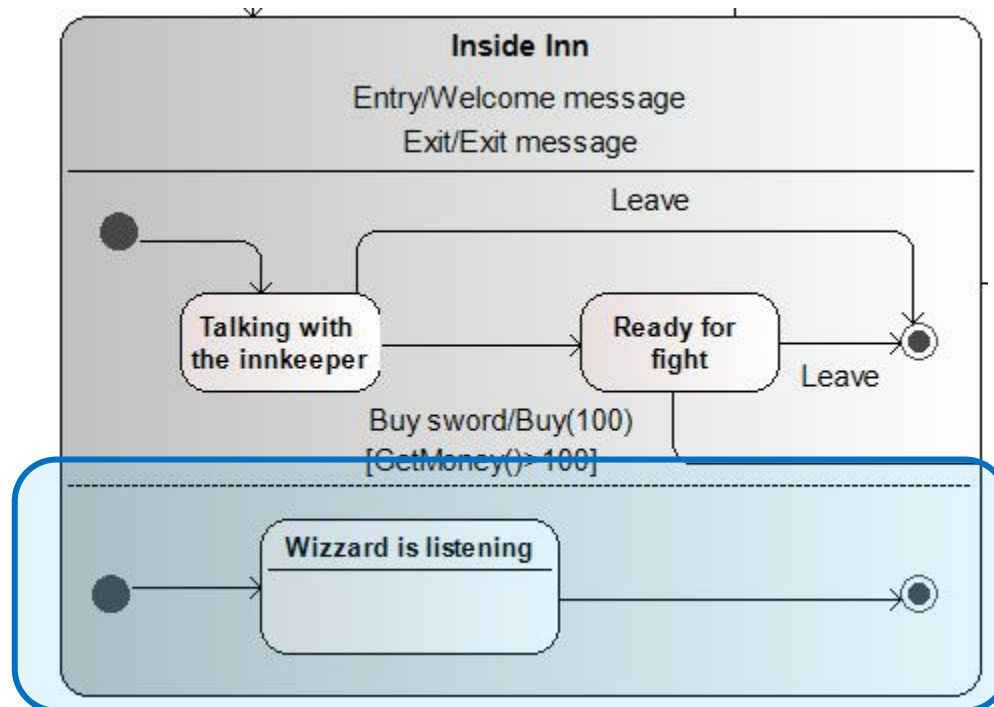 Inside Inn
Entry/Welcome message
Exit/Exit message
Leave
Talking with
the innkeeper
Ready for
fight
Leave
Buy sword/Buy(100)
[GetMoney()>100]
Wizzard is listening